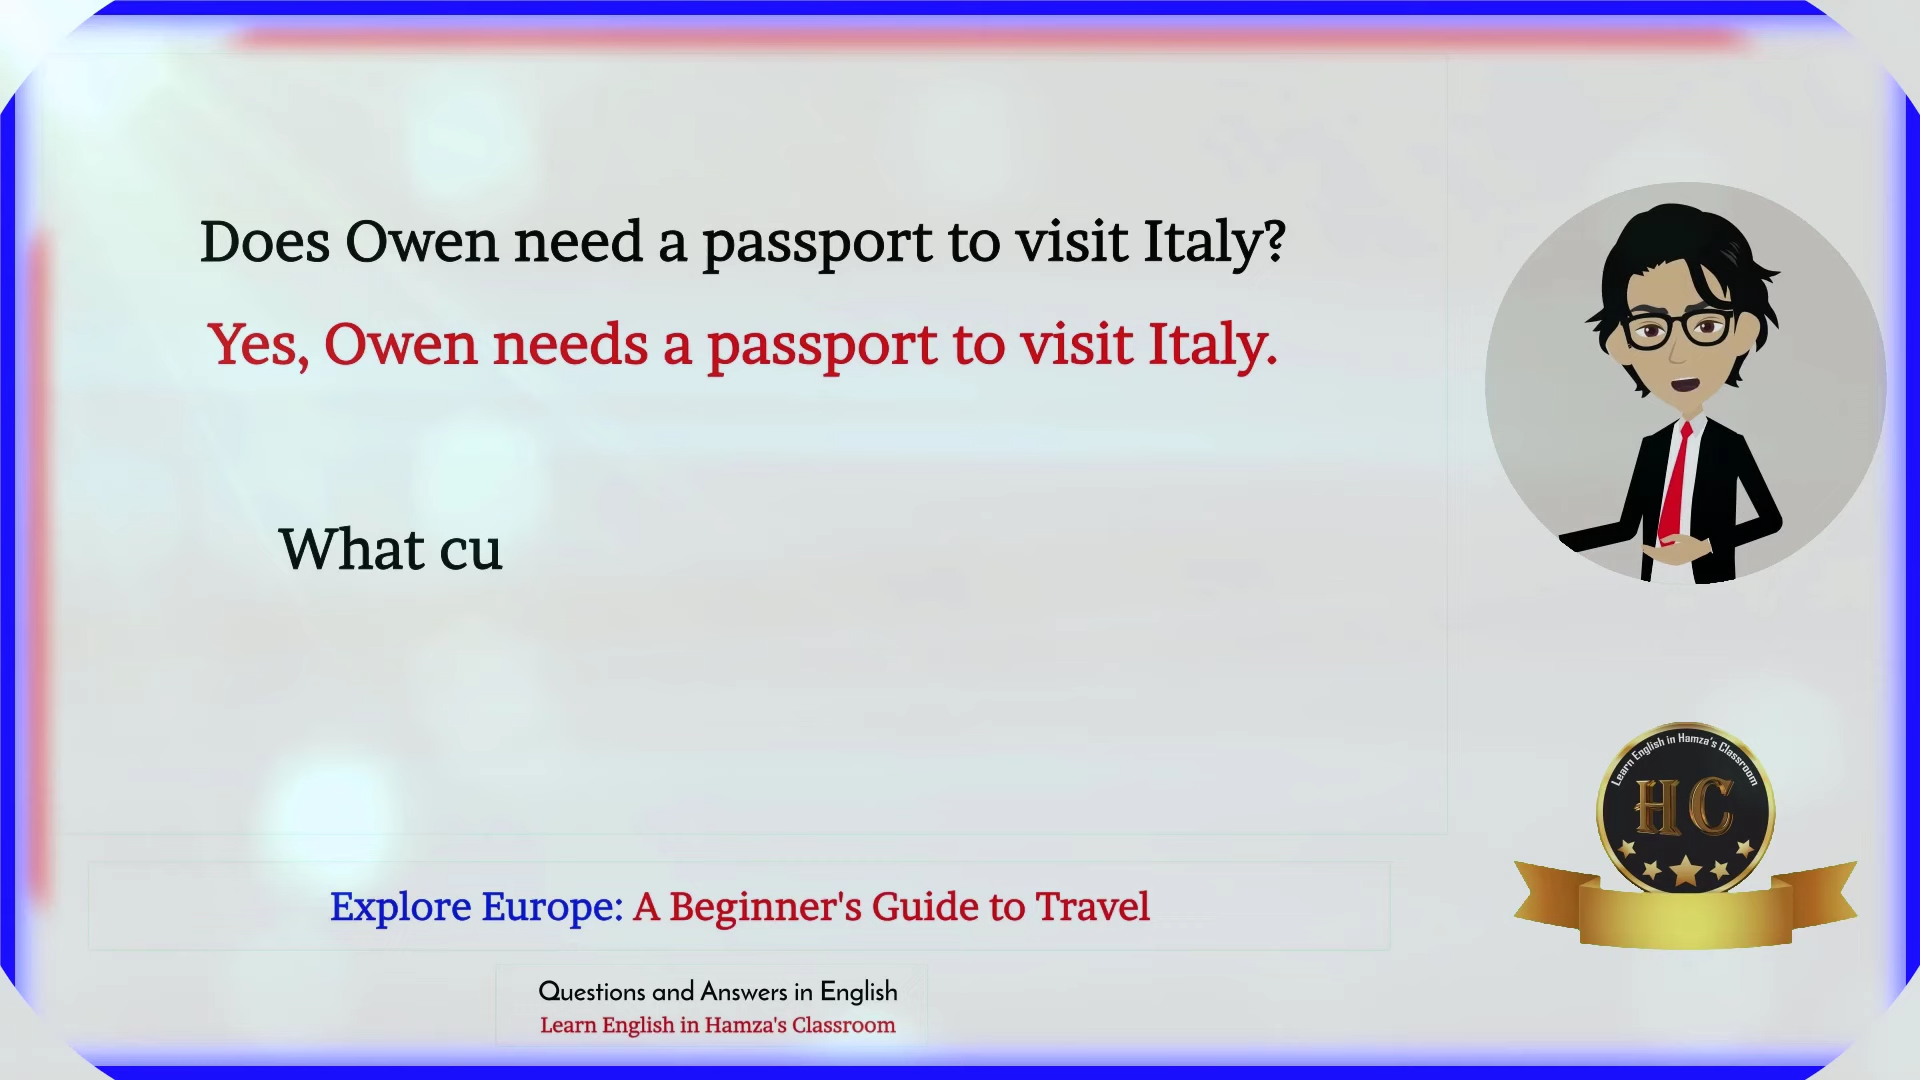 Does Owen need a passport to visit Italy?
Yes, Owen needs a passport to visit Italy.
What cu
Learn English in Hamza's Classroom
HC
Explore Europe: A Beginner's Guide to Travel
Questions and Answers in English
Learn English in Hamza's Classroom